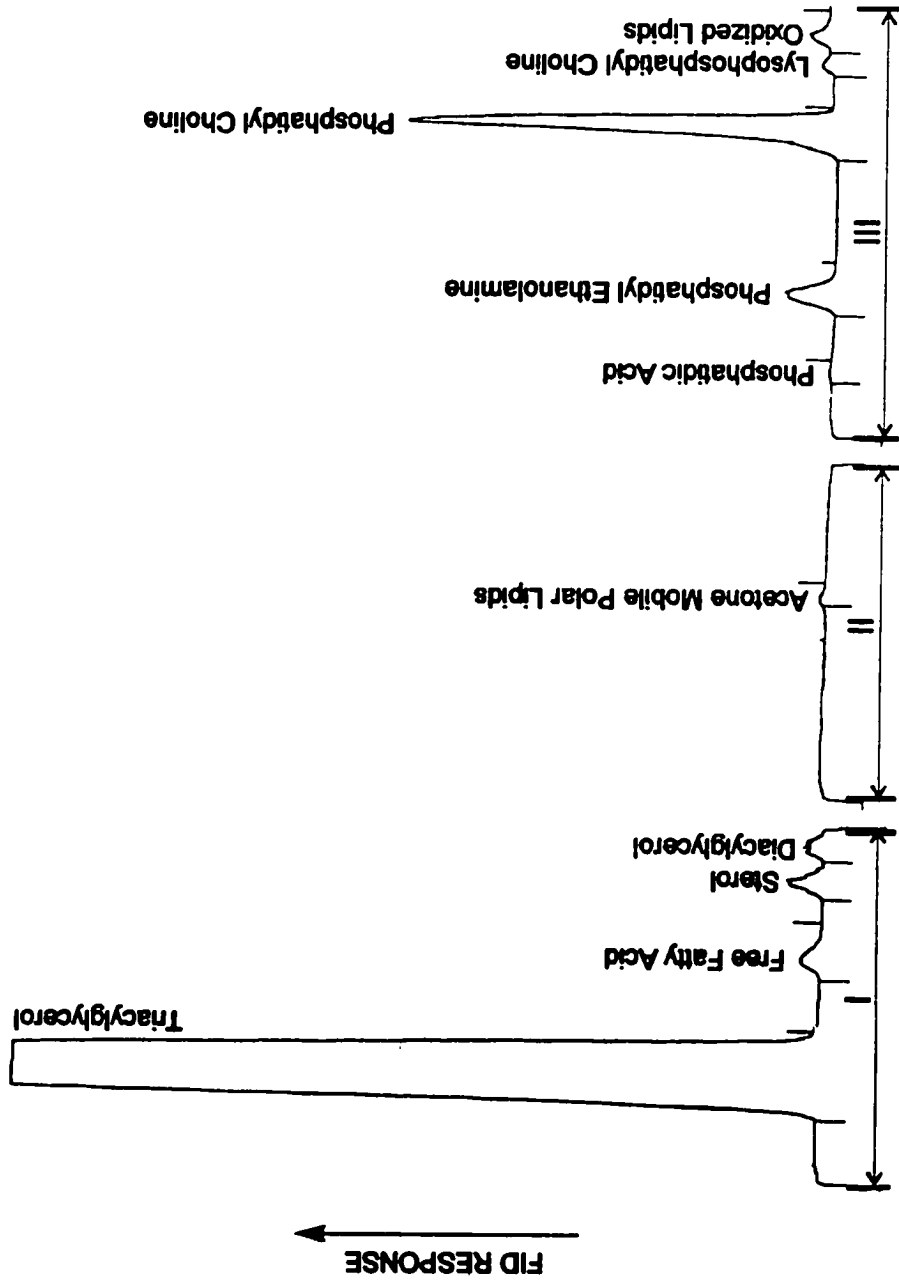 FID RESPONSE
Triacylglycerol
I
Free Fatty Acid
Sterol
Diacylglycerol
II
Acetone Mobile Polar Lipids
Phosphatidic Acid
Phosphatidyl Ethanolamine
III
Phosphatidyl Choline
Lysophosphatidyl Choline
Oxidized Lipids